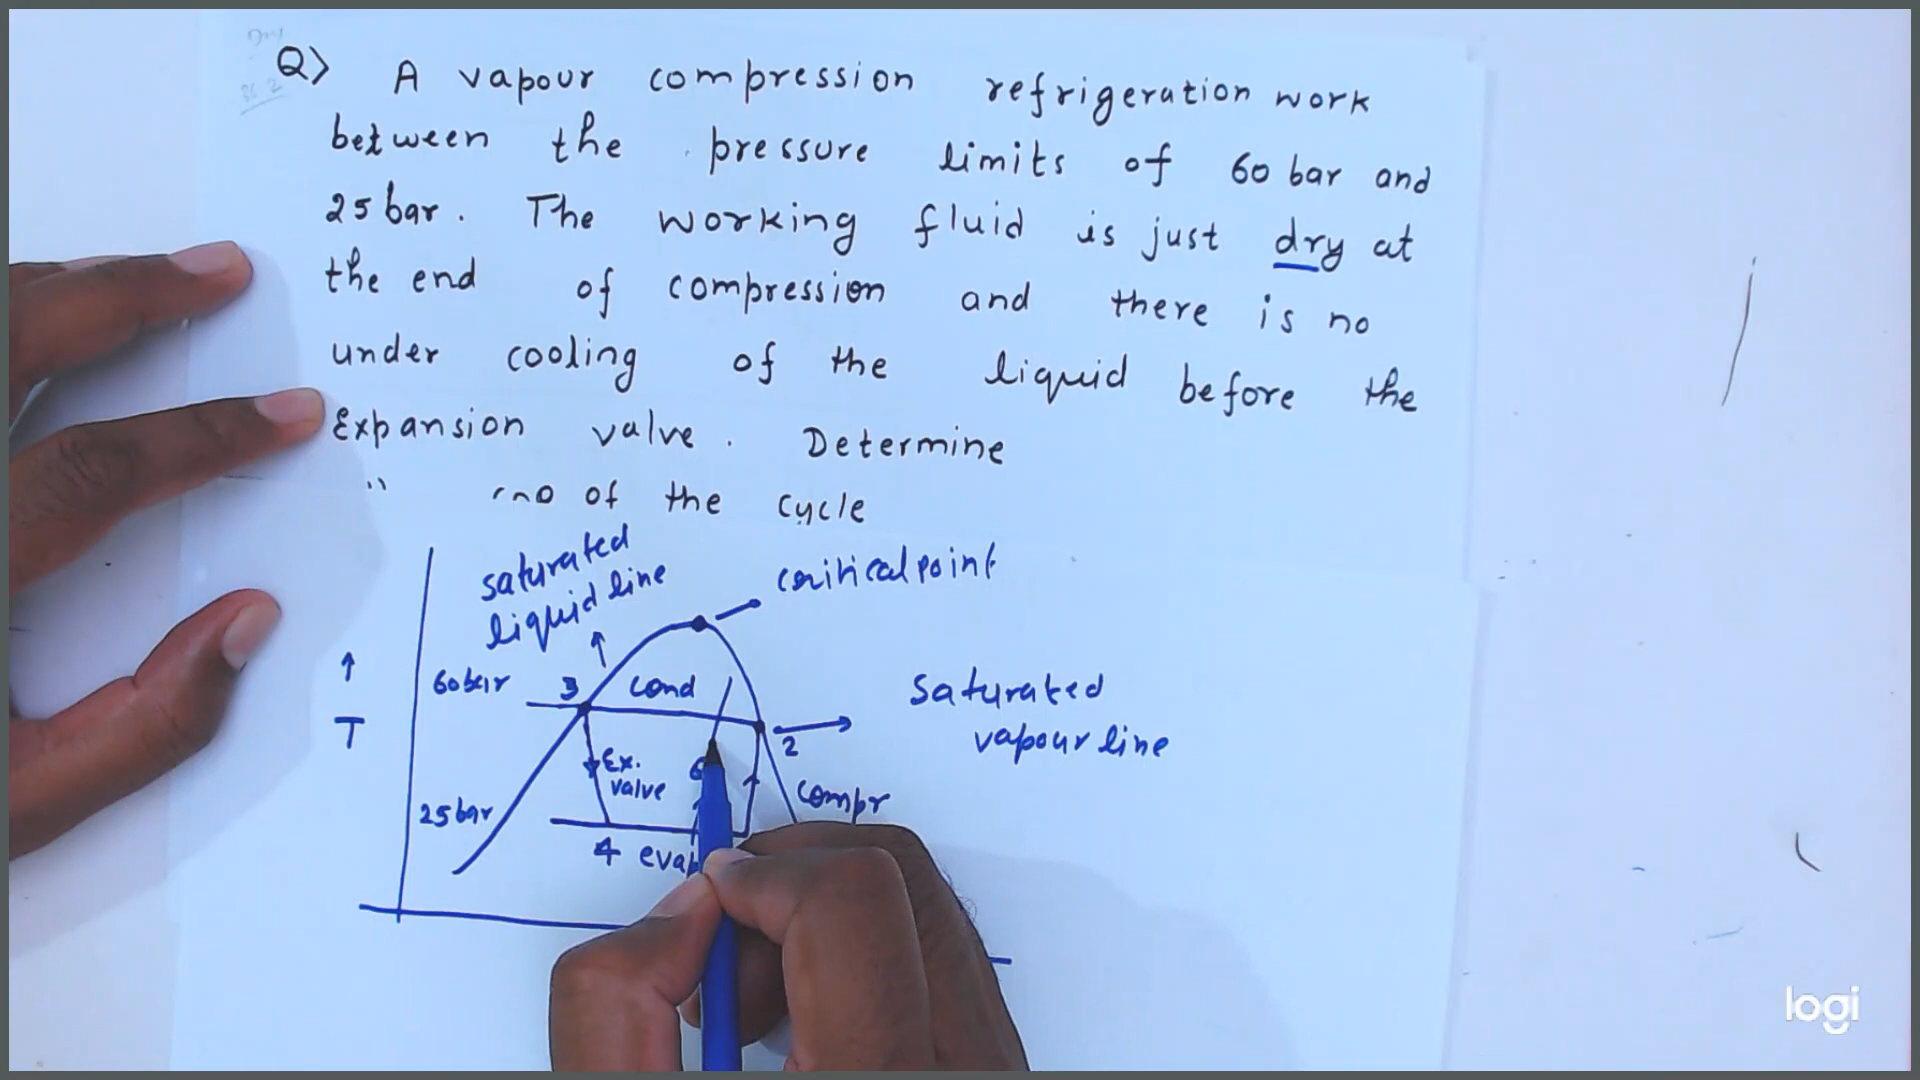 Dry
Q> A vapour compression refrigeration work
between the pressure limits of 60 bar and
25 bar. The working fluid is just dry at
the end of compression and there is no
under cooling of the liquid before the
Expansion valve. Determine
of the cycle
saturated
liquid line
critical point
60 bar
3
Cond
2
saturated
vapour line
T
Ex.
valve
compr
25 bar
4
logi